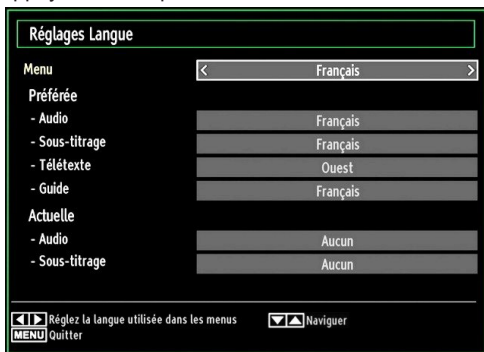 Réglages Langue
Menu < Français >
Préférée
- Audio Français
- Sous-titrage Français
- Télétexte Ouest
- Guide Français
Actuelle
- Audio Aucun
- Sous-titrage Aucun
Réglez la langue utilisée dans les menus Naviguer
MENU Quitter